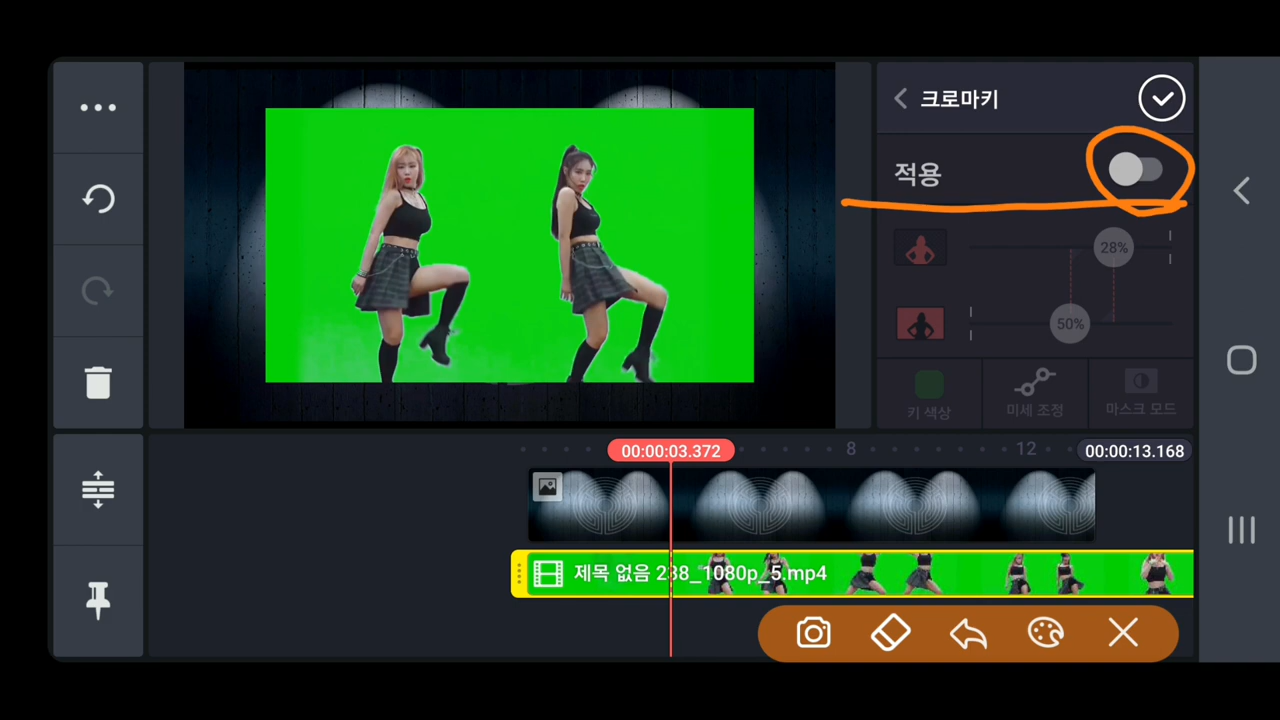 크로마키
적용
28%
50%
키 색상
미세 조정
마스크 모드
00:00:03.372
8
12
00:00:13.168
제목 없음 238_1080p_5.mp4